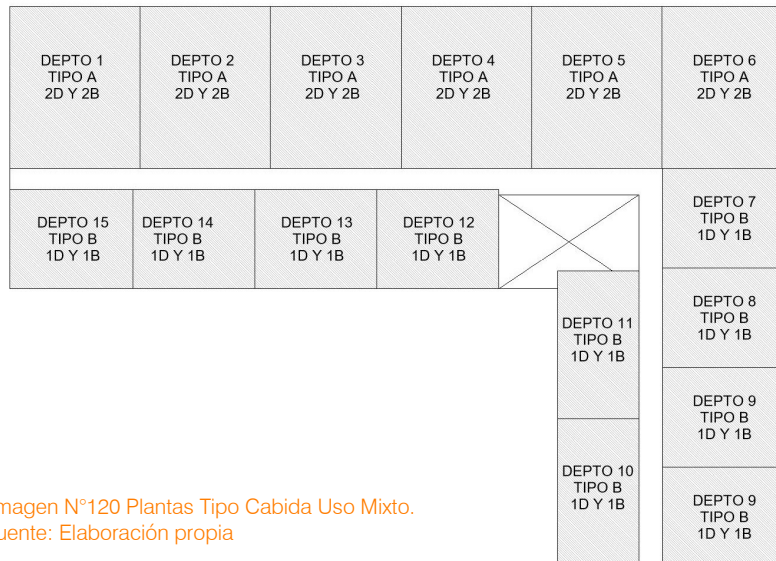 DEPTO 1
TIPO A
2D Y 2B
DEPTO 2
TIPO A
2D Y 2B
DEPTO 3
TIPO A
2D Y 2B
DEPTO 4
TIPO A
2D Y 2B
DEPTO 5
TIPO A
2D Y 2B
DEPTO 6
TIPO A
2D Y 2B
DEPTO 15
TIPO B
1D Y 1B
DEPTO 14
TIPO B
1D Y 1B
DEPTO 13
TIPO B
1D Y 1B
DEPTO 12
TIPO B
1D Y 1B
DEPTO 7
TIPO B
1D Y 1B
DEPTO 8
TIPO B
1D Y 1B
DEPTO 11
TIPO B
1D Y 1B
DEPTO 9
TIPO B
1D Y 1B
DEPTO 10
TIPO B
1D Y 1B
DEPTO 9
TIPO B
1D Y 1B
magen N°120 Plantas Tipo Cabida Uso Mixto.
uente: Elaboración propia